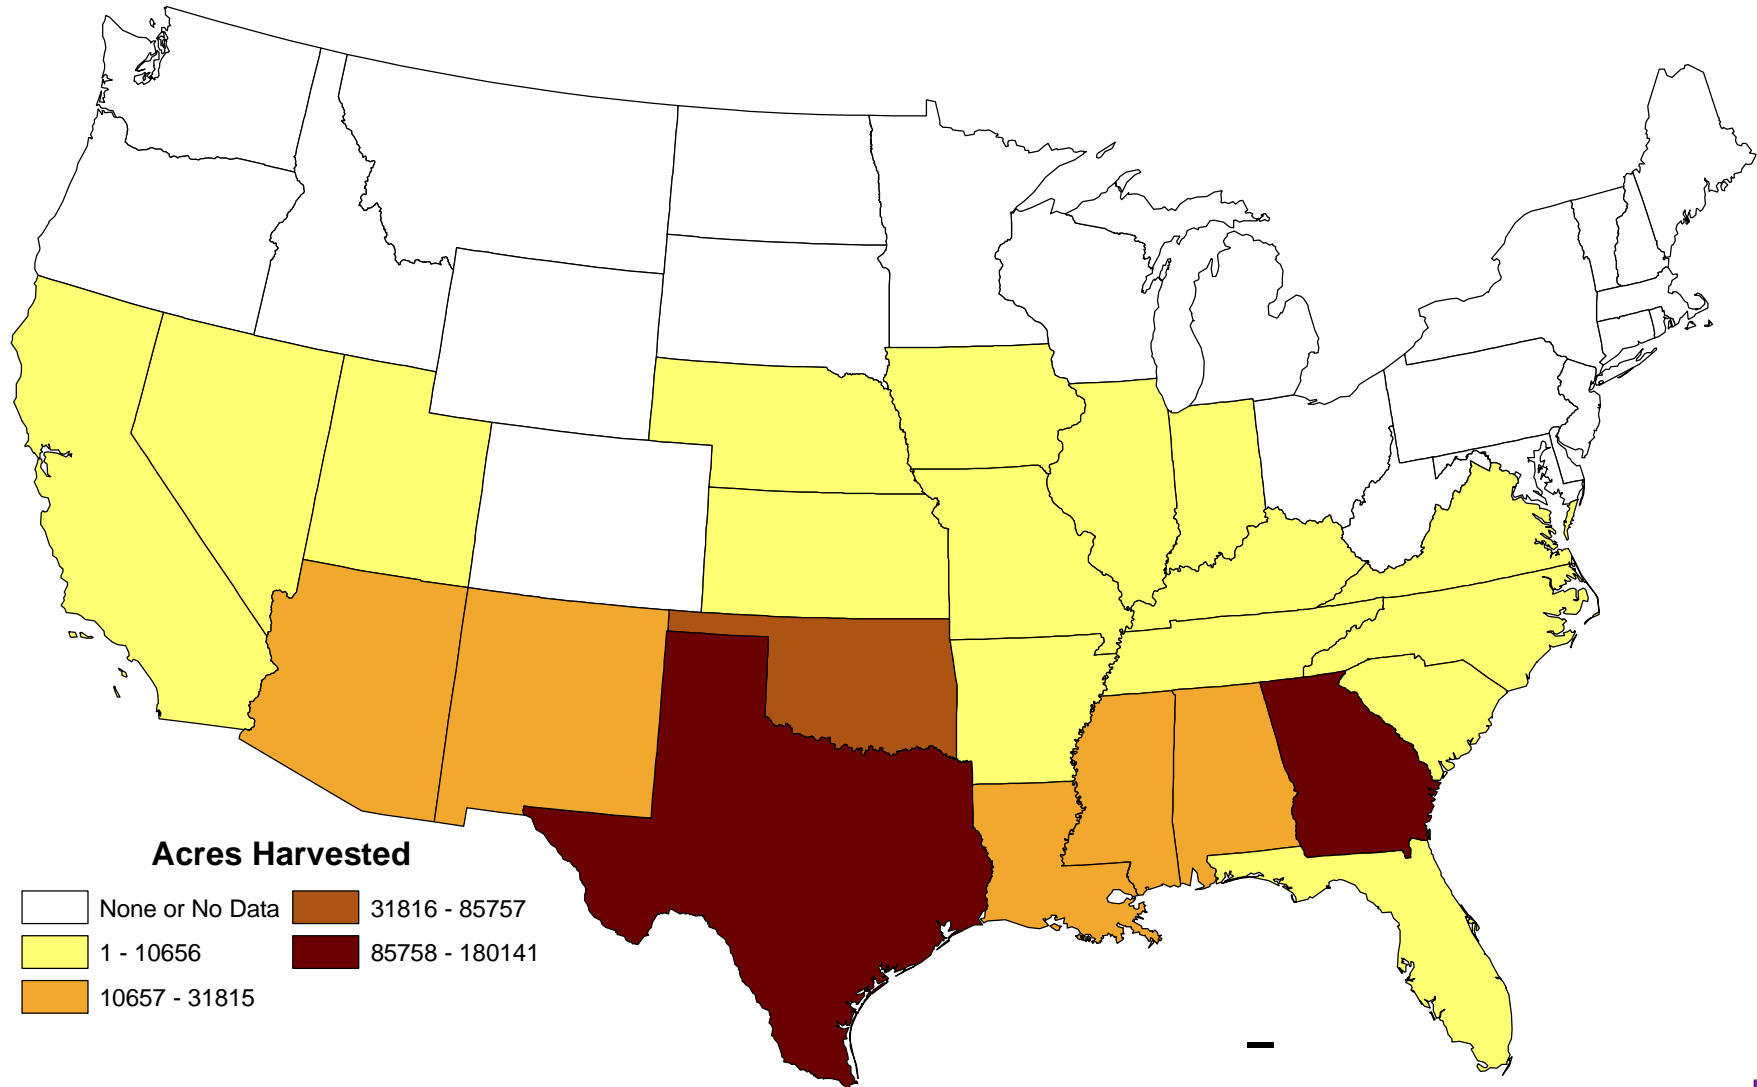 Acres Harvested
None or No Data
1 - 10656
10657 - 31815
31816 - 85757
85758 - 180141